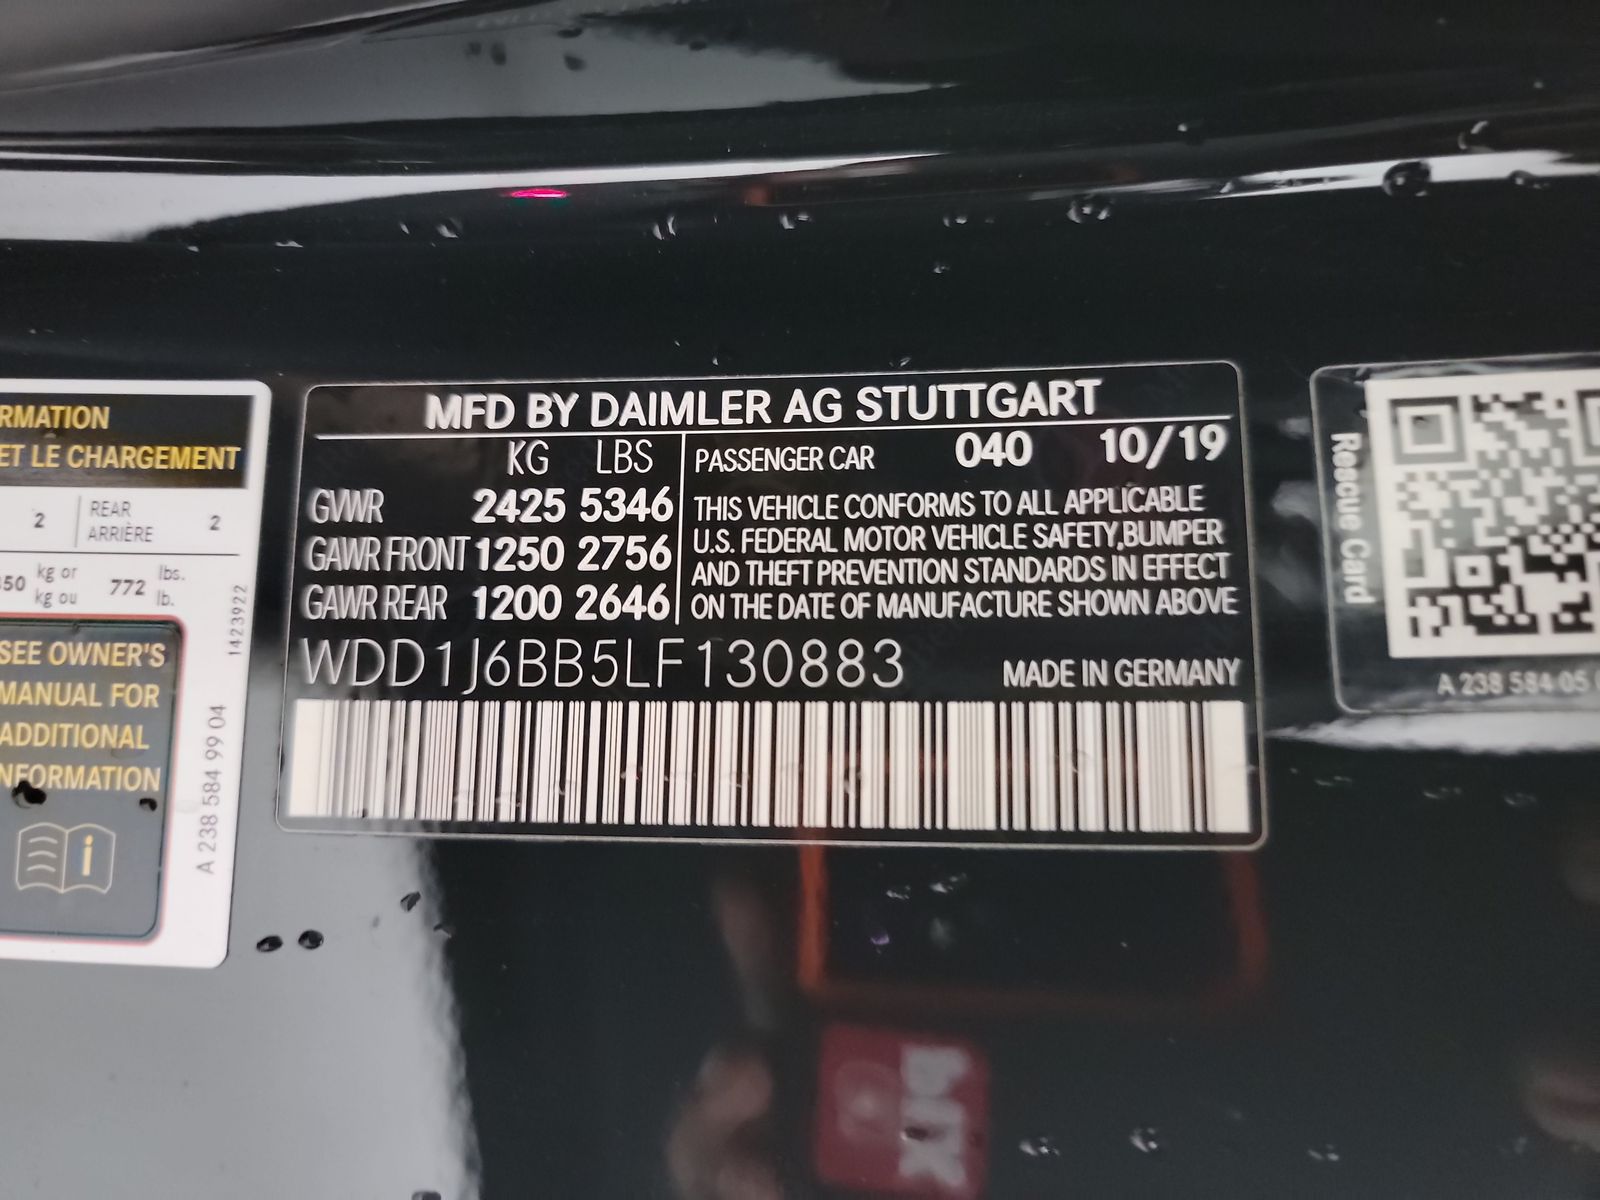 RMATION
ET LE CHARGEMENT
2
REAR
ARRIÈRE
2
kg or
kg ou
772
lbs.
lb.
1423922
SEE OWNER'S
MANUAL FOR
ADDITIONAL
INFORMATION
i
A 238 584 99 04
MFD BY DAIMLER AG STUTTGART
KG LBS
GVWR 2425 5346
GAWR FRONT 1250 2756
GAWR REAR 1200 2646
PASSENGER CAR 040 10/19
THIS VEHICLE CONFORMS TO ALL APPLICABLE
U.S. FEDERAL MOTOR VEHICLE SAFETY,BUMPER
AND THEFT PREVENTION STANDARDS IN EFFECT
ON THE DATE OF MANUFACTURE SHOWN ABOVE
WDD1J6BB5LF130883
MADE IN GERMANY
Rescue Card
A 238 584 05